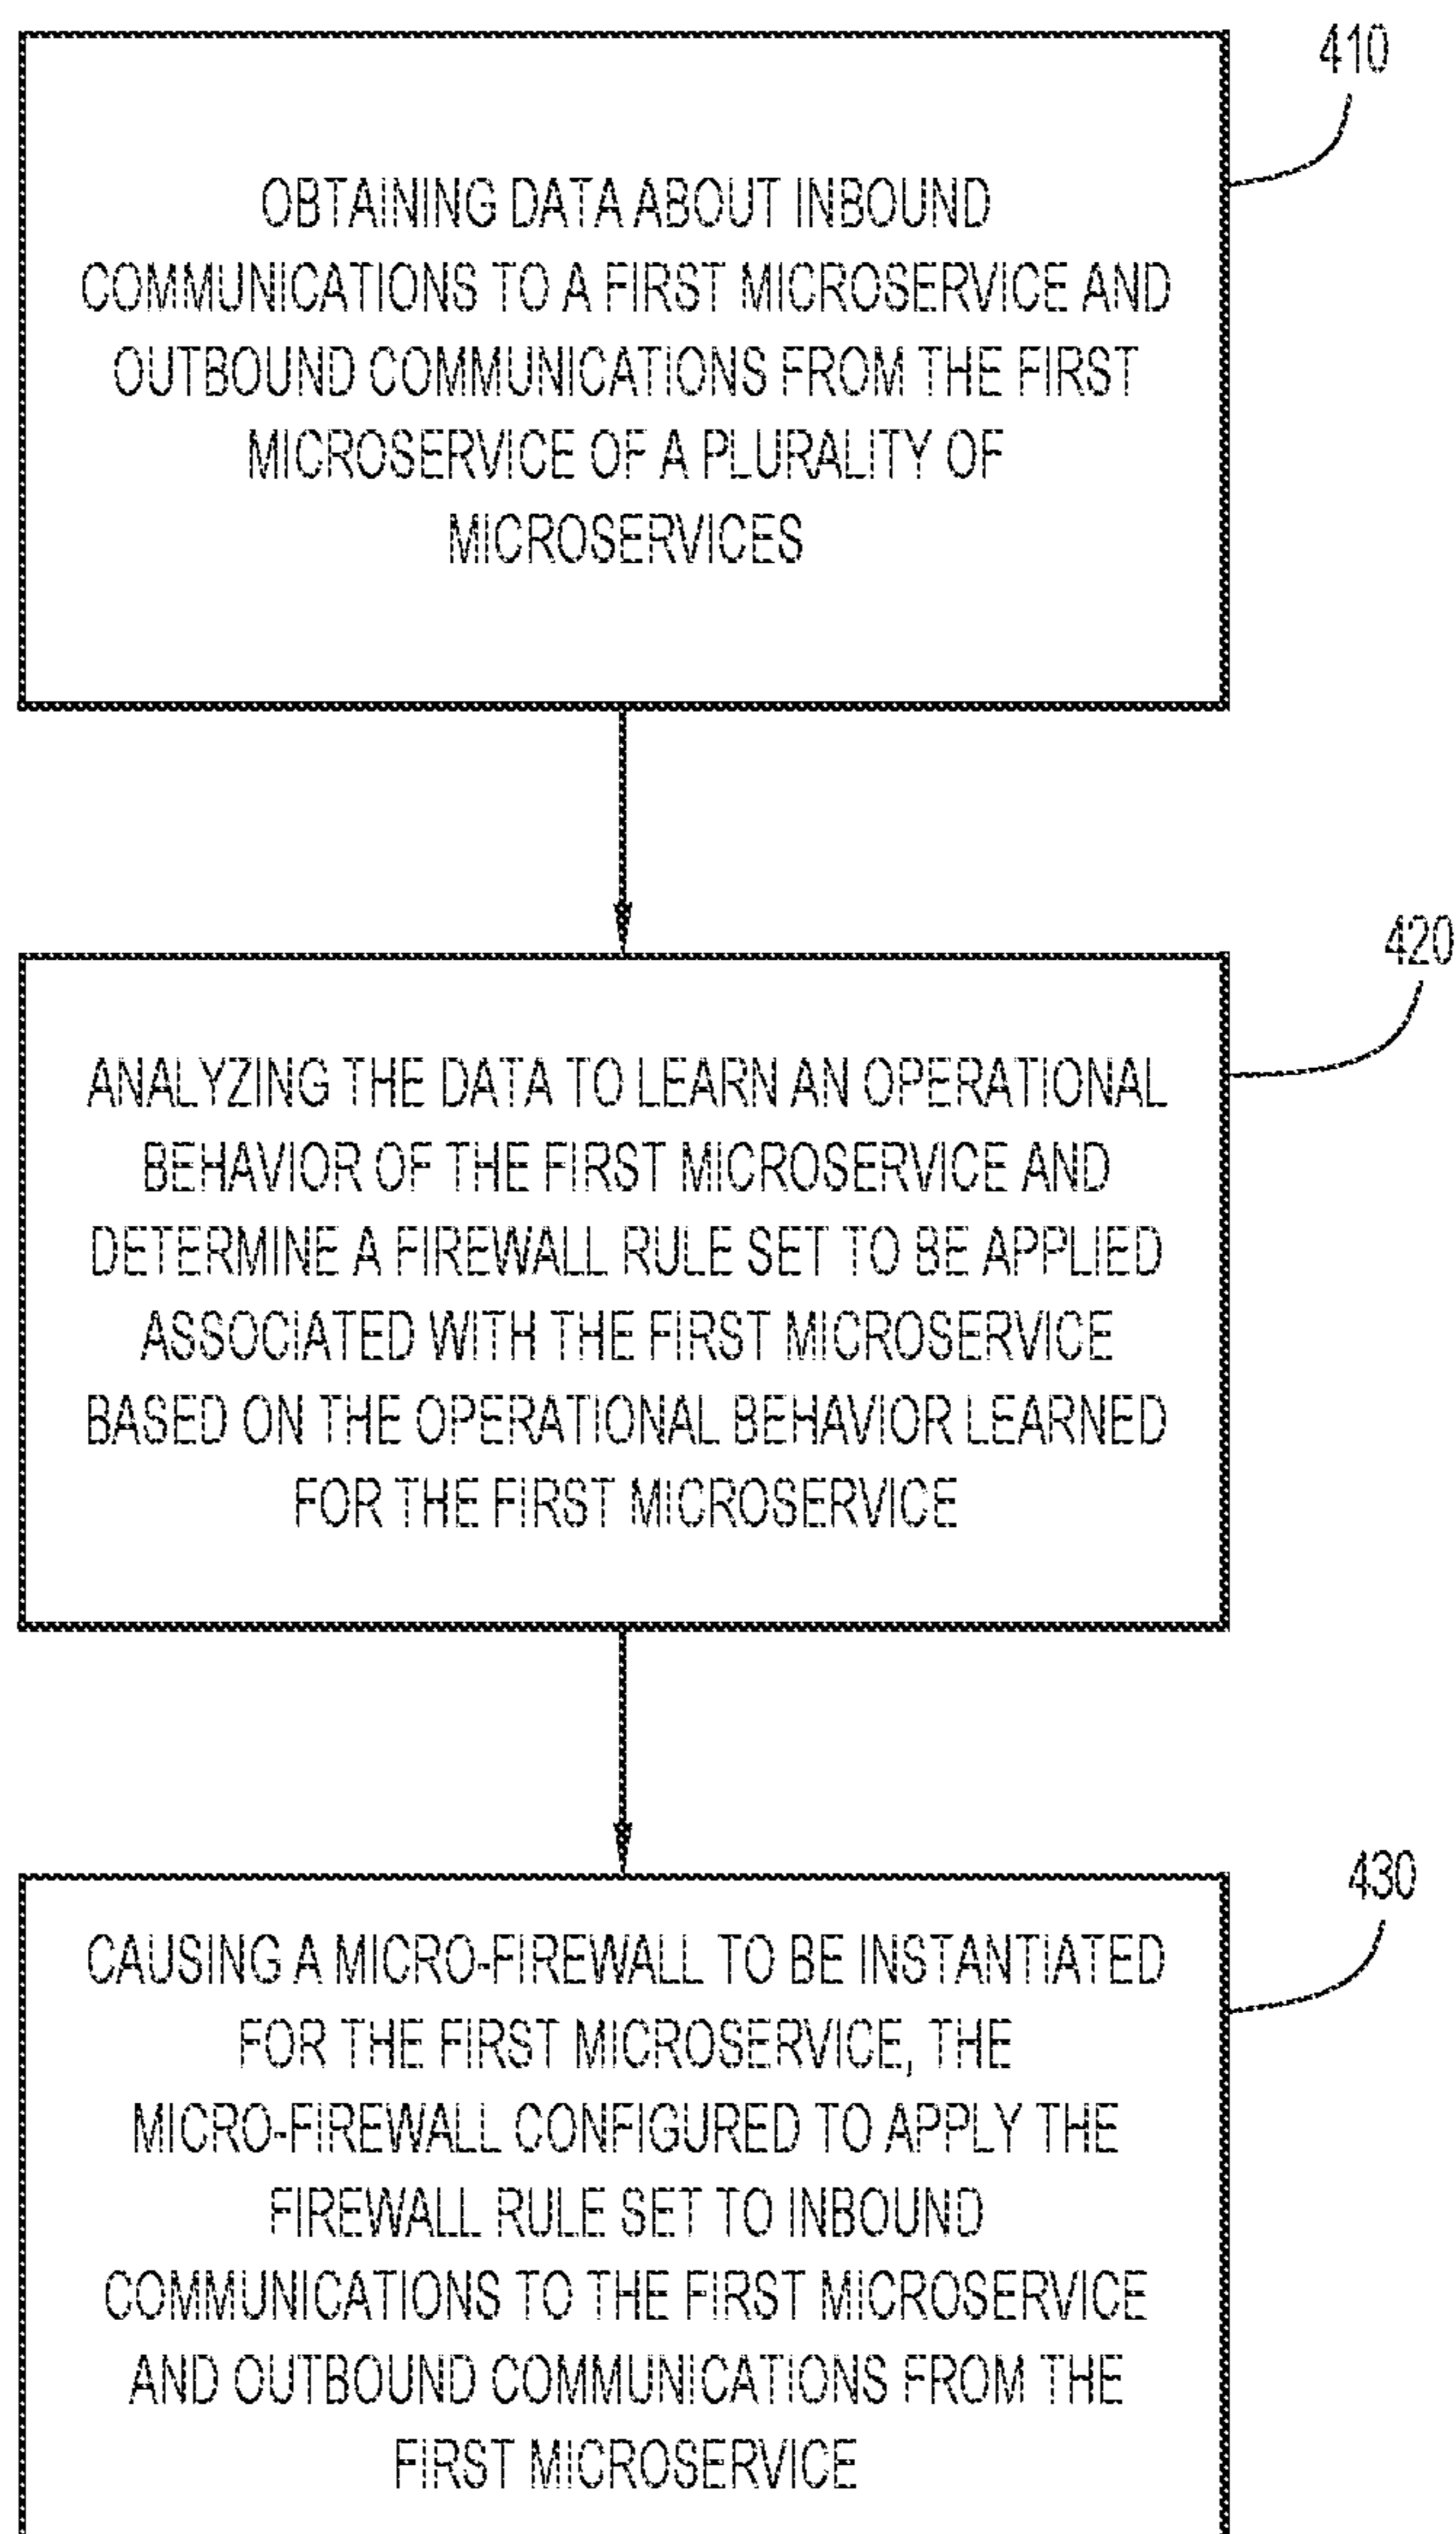 410
OBTAINING DATA ABOUT INBOUND
COMMUNICATIONS TO A FIRST MICROSERVICE AND
OUTBOUND COMMUNICATIONS FROM THE FIRST
MICROSERVICE OF A PLURALITY OF
MICROSERVICES
420
ANALYZING THE DATA TO LEARN AN OPERATIONAL
BEHAVIOR OF THE FIRST MICROSERVICE AND
DETERMINE A FIREWALL RULE SET TO BE APPLIED
ASSOCIATED WITH THE FIRST MICROSERVICE
BASED ON THE OPERATIONAL BEHAVIOR LEARNED
FOR THE FIRST MICROSERVICE
430
CAUSING A MICRO-FIREWALL TO BE INSTANTIATED
FOR THE FIRST MICROSERVICE, THE
MICRO-FIREWALL CONFIGURED TO APPLY THE
FIREWALL RULE SET TO INBOUND
COMMUNICATIONS TO THE FIRST MICROSERVICE
AND OUTBOUND COMMUNICATIONS FROM THE
FIRST MICROSERVICE